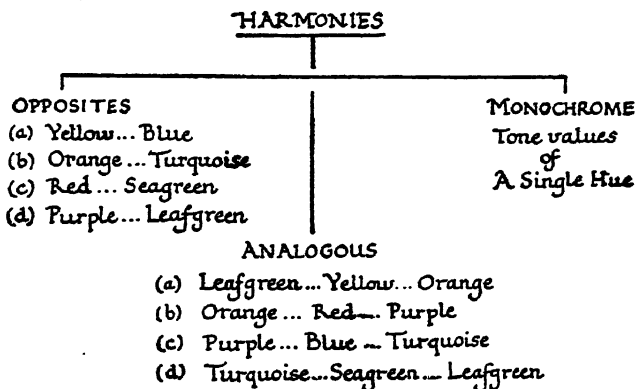 HARMONIES
OPPOSITES
(a) Yellow... Blue
(b) Orange ... Turquoise
(c) Red ... Seagreen
(d) Purple... Leafgreen
MONOCHROME
Tone values
of
A Single Hue
ANALOGOUS
(a) Leafgreen... Yellow... Orange
(b) Orange ... Red... Purple
(c) Purple... Blue ... Turquoise
(d) Turquoise... Seagreen... Leafgreen